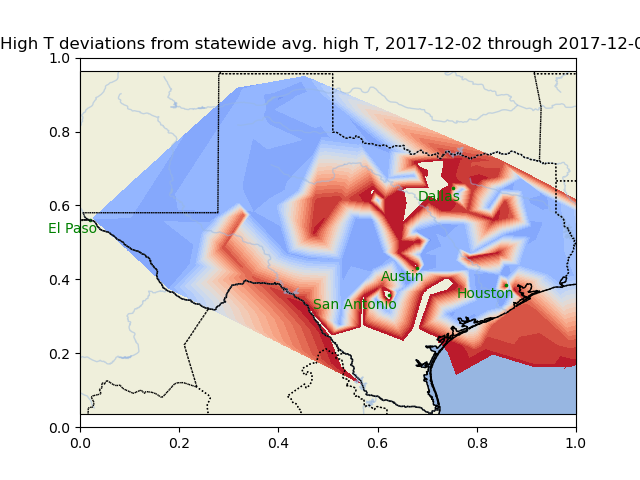 High T deviations from statewide avg. high T, 2017-12-02 through 2017-12-0
1.0
0.8
Dallas
0.6
El Paso
0.4
Austin
San Antonio
Houston
0.2
0.0
0.0 0.2 0.4 0.6 0.8 1.0